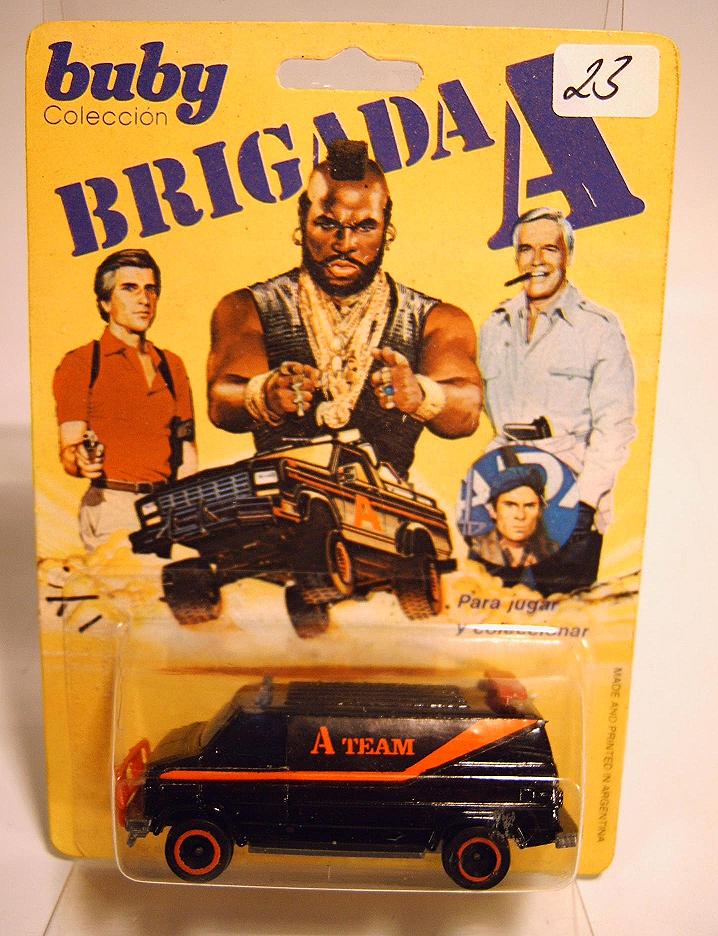 buby
Colección
23
BRIGADA A
A
Para jugar
y coleccionar
MADE AND PRINTED IN ARGENTINA
A TEAM